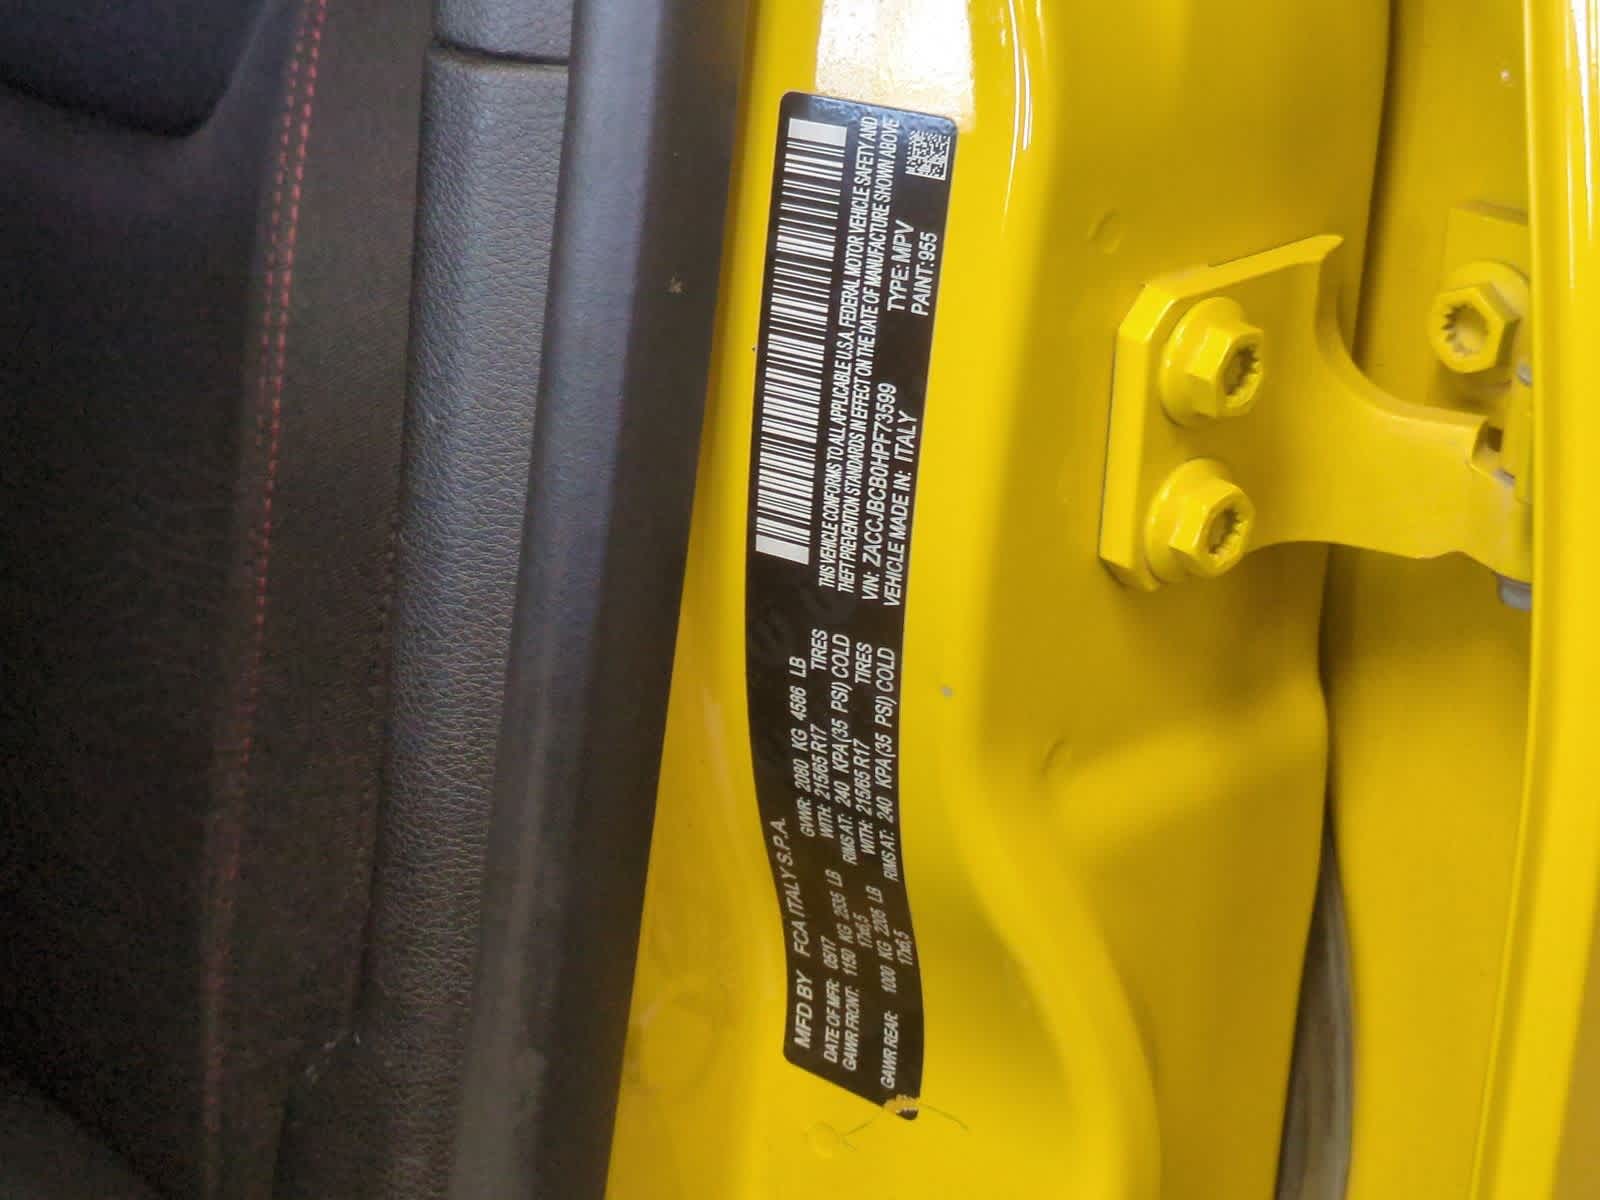 MFD BY FCA ITALY S.P.A.
DATE OF MFR: 05/17 GVWR: 2080 KG 4586 LB
GAWR FRONT: 1150 KG 2535 LB WITH: 215/65 R17 TIRES
17x6,5 RIMS AT: 240 KPA(35 PSI) COLD
GAWR REAR: 1000 KG 2205 LB WITH: 215/65 R17 TIRES
17x6,5 RIMS AT: 240 KPA(35 PSI) COLD
THIS VEHICLE CONFORMS TO ALL APPLICABLE U.S.A. FEDERAL MOTOR VEHICLE SAFETY AND
THEFT PREVENTION STANDARDS IN EFFECT ON THE DATE OF MANUFACTURE SHOWN ABOVE
VIN: ZACCJBCB0HPF73599 TYPE: MPV
VEHICLE MADE IN: ITALY PAINT:955